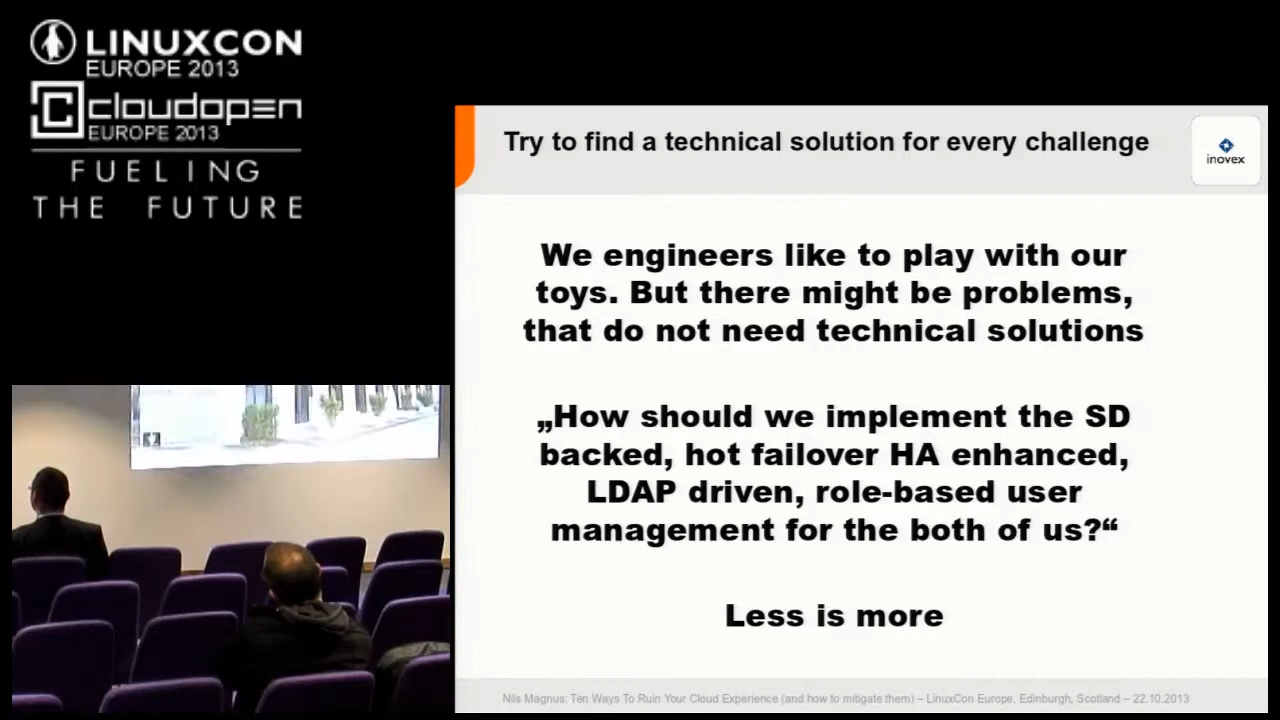 LINUXCON
EUROPE 2013
cloudopen
EUROPE 2013
FUELING
THE FUTURE
Try to find a technical solution for every challenge
inovex
We engineers like to play with our
toys. But there might be problems,
that do not need technical solutions
„How should we implement the SD
backed, hot failover HA enhanced,
LDAP driven, role-based user
management for the both of us?“
Less is more
Nils Magnus: Ten Ways To Ruin Your Cloud Experience (and how to mitigate them) – LinuxCon Europe, Edinburgh, Scotland – 22.10.2013